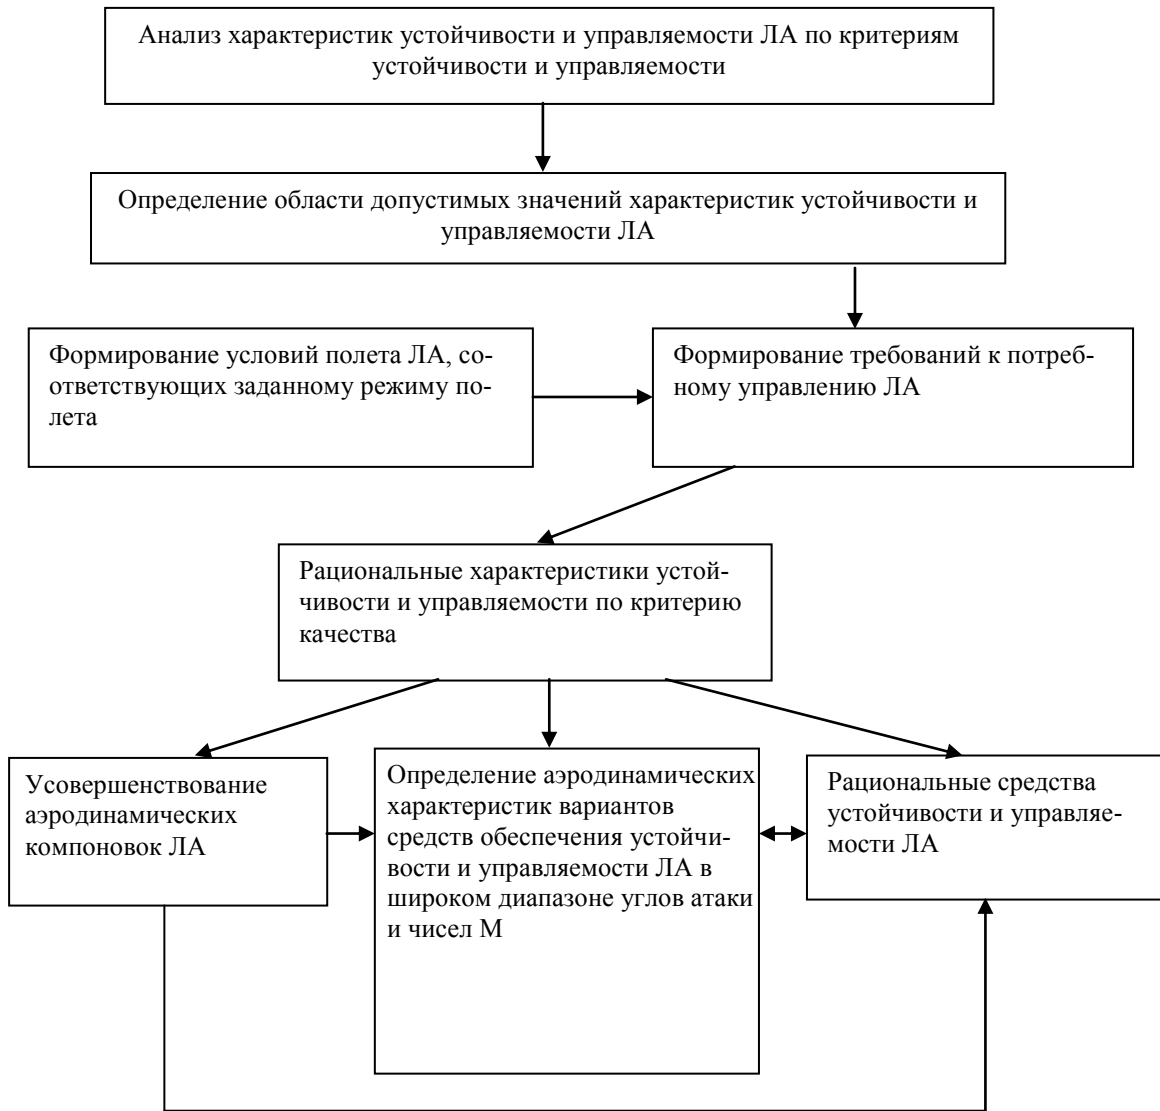 Анализ характеристик устойчивости и управляемости ЛА по критериям
устойчивости и управляемости
Определение области допустимых значений характеристик устойчивости и
управляемости ЛА
Формирование условий полета ЛА, со-
ответствующих заданному режиму по-
лета
Формирование требований к потреб-
ному управлению ЛА
Рациональные характеристики устой-
чивости и управляемости по критерию
качества
Усовершенствование
аэродинамических
компоновок ЛА
Определение аэродинамических
характеристик вариантов
средств обеспечения устойчи-
вости и управляемости ЛА в
широком диапазоне углов атаки
и чисел М
Рациональные средства
устойчивости и управляе-
мости ЛА